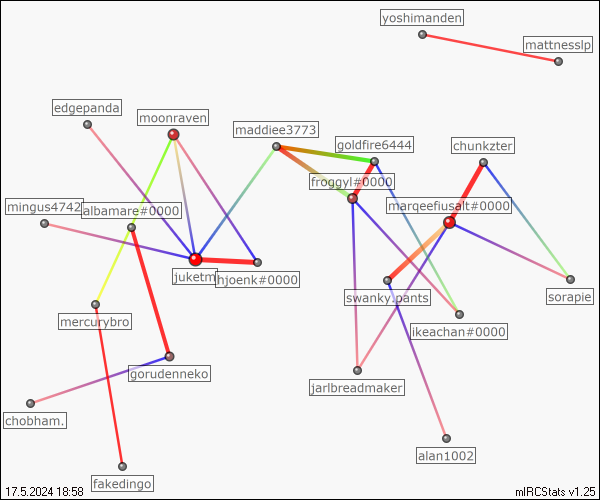 yoshimanden
mattnesslp
edgepanda
moonraven
maddiee3773
goldfire6444
chunkzter
froggyl#0000
mingus4742
albamare#0000
marqeefiusalt#0000
juketm
hjoenk#0000
swanky.pants
sorapie
mercurybro
ikeachan#0000
gorudenneko
jarlbreadmaker
chobham.
alan1002
fakedingo
17.5.2024 18:58
mIRCStats v1.25